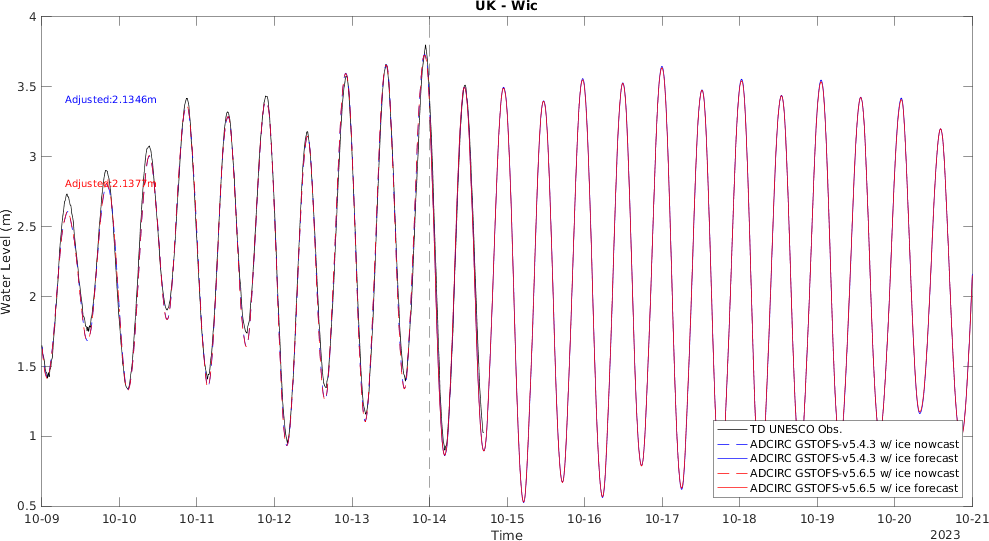 UK - Wic
4
3.5
3
2.5
2
1.5
1
0.5
Water Level (m)
Adjusted:2.1346m
Adjusted:2.1377m
TD UNESCO Obs.
ADCIRC GSTOFS-v5.4.3 w/ ice nowcast
ADCIRC GSTOFS-v5.4.3 w/ ice forecast
ADCIRC GSTOFS-v5.6.5 w/ ice nowcast
ADCIRC GSTOFS-v5.6.5 w/ ice forecast
10-09 10-10 10-11 10-12 10-13 10-14 10-15 10-16 10-17 10-18 10-19 10-20 10-21
Time
2023